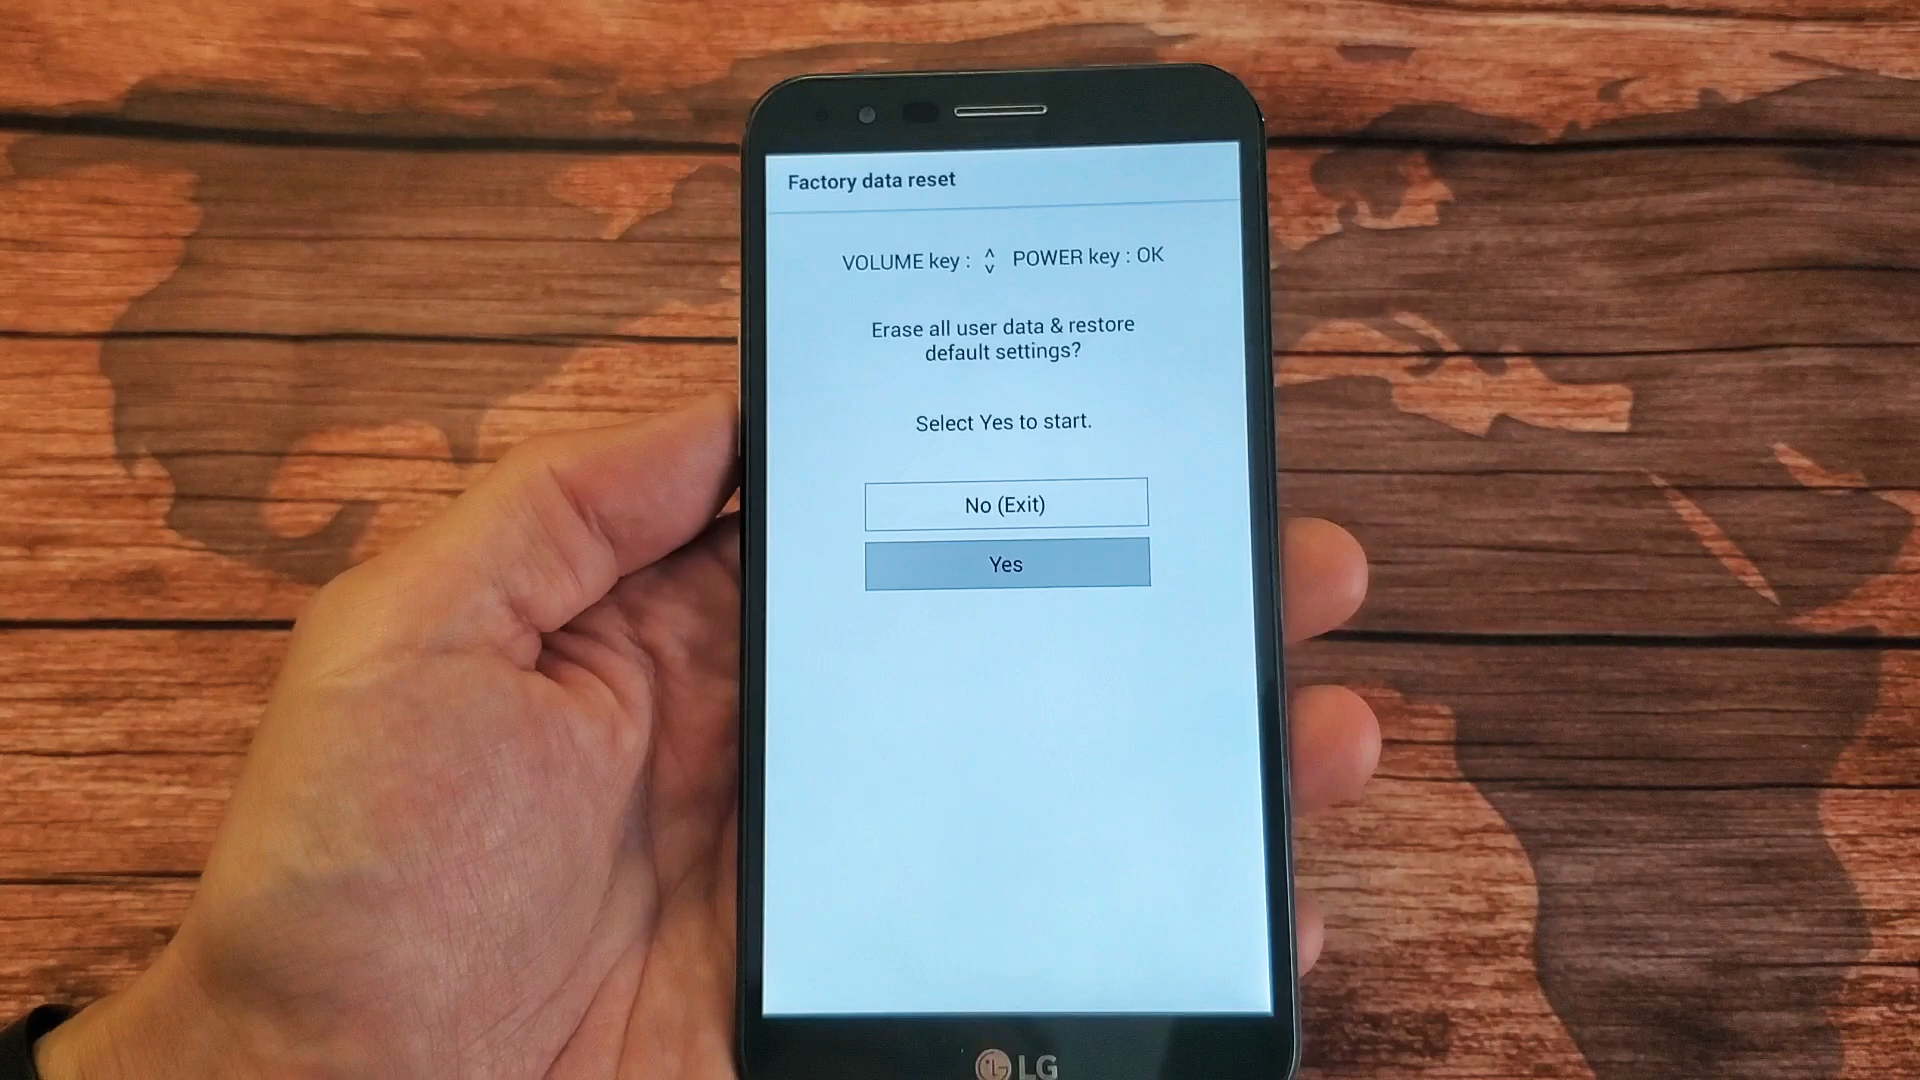 Factory data reset
VOLUME key : ^ v POWER key : OK
Erase all user data & restore
default settings?
Select Yes to start.
No (Exit)
Yes
LG